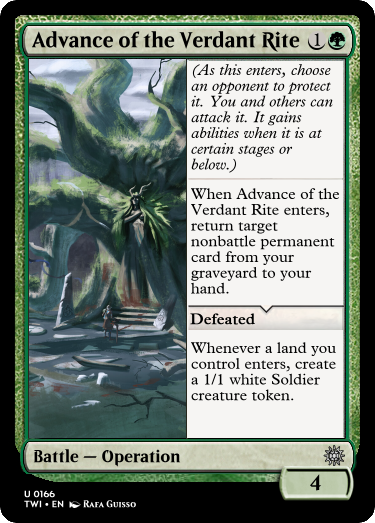 Advance of the Verdant Rite 1
(As this enters, choose
an opponent to protect
it. You and others can
attack it. It gains
abilities when it is at
certain stages or
below.)
When Advance of the
Verdant Rite enters,
return target
nonbattle permanent
card from your
graveyard to your
hand.
Defeated
Whenever a land you
control enters, create
a 1/1 white Soldier
creature token.
Battle — Operation
4
U 0166
TWI • EN Rafa Guisso